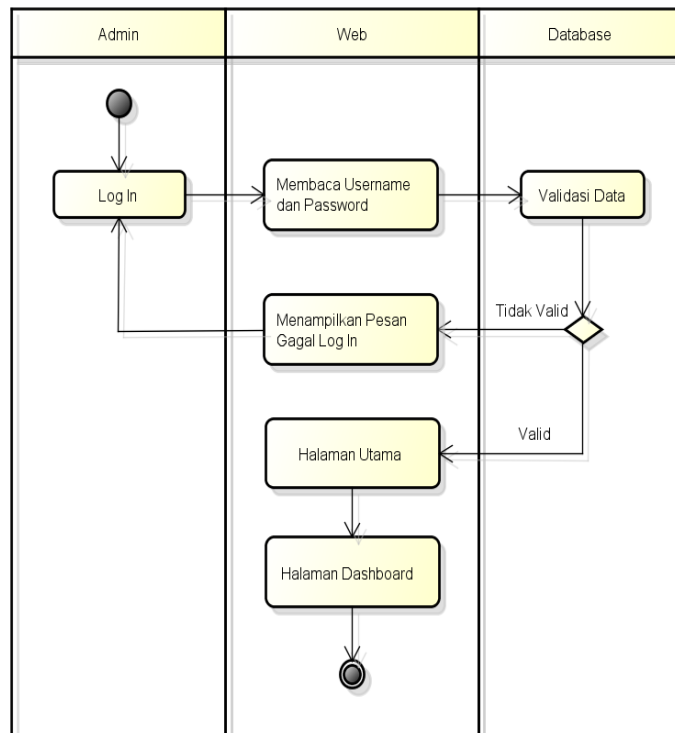 Admin
Web
Database
Log In
Membaca Username
dan Password
Validasi Data
Menampilkan Pesan
Gagal Log In
Tidak Valid
Valid
Halaman Utama
Halaman Dashboard